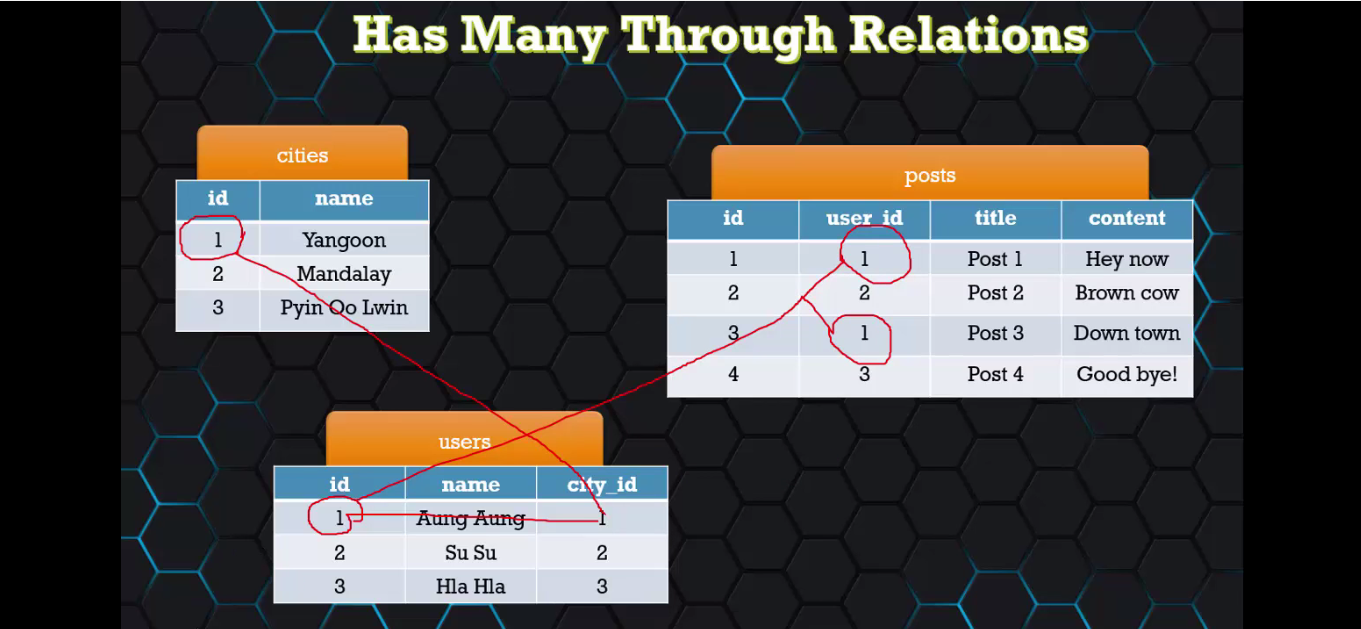 Has Many Through Relations
cities
id name
1 Yangoon
2 Mandalay
3 Pyin Oo Lwin
posts
id user_id title content
1 1 Post 1 Hey now
2 2 Post 2 Brown cow
3 1 Post 3 Down town
4 3 Post 4 Good bye!
users
id name city_id
1 Aung Aung 1
2 Su Su 2
3 Hla Hla 3